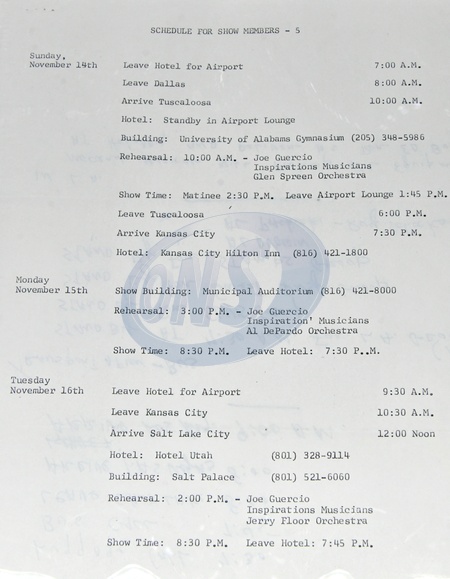 SCHEDULE FOR SHOW MEMBERS - 5
Sunday,
November 14th Leave Hotel for Airport 7:00 A.M.
Leave Dallas 8:00 A.M.
Arrive Tuscaloosa 10:00 A.M.
Hotel: Standby in Airport Lounge
Building: University of Alabams Gymnasium (205) 348-5986
Rehearsal: 10:00 A.M. - Joe Guercio
Inspirations Musicians
Glen Spreen Orchestra
Show Time: Matinee 2:30 P.M. Leave Airport Lounge 1:45 P.M.
Leave Tuscaloosa 6:00 P.M.
Arrive Kansas City 7:30 P.M.
Hotel: Kansas City Hilton Inn (816) 421-1800
Monday
November 15th Show Building: Municipal Auditorium (816) 421-8000
Rehearsal: 3:00 P.M. - Joe Guercio
Inspiration' Musicians
Al DePardo Orchestra
Show Time: 8:30 P.M. Leave Hotel: 7:30 P..M.
Tuesday
November 16th Leave Hotel for Airport 9:30 A.M.
Leave Kansas City 10:30 A.M.
Arrive Salt Lake City 12:00 Noon
Hotel: Hotel Utah (801) 328-9114
Building: Salt Palace (801) 521-6060
Rehearsal: 2:00 P.M. - Joe Guercio
Inspirations Musicians
Jerry Floor Orchestra
Show Time: 8:30 P.M. Leave Hotel: 7:45 P.M.